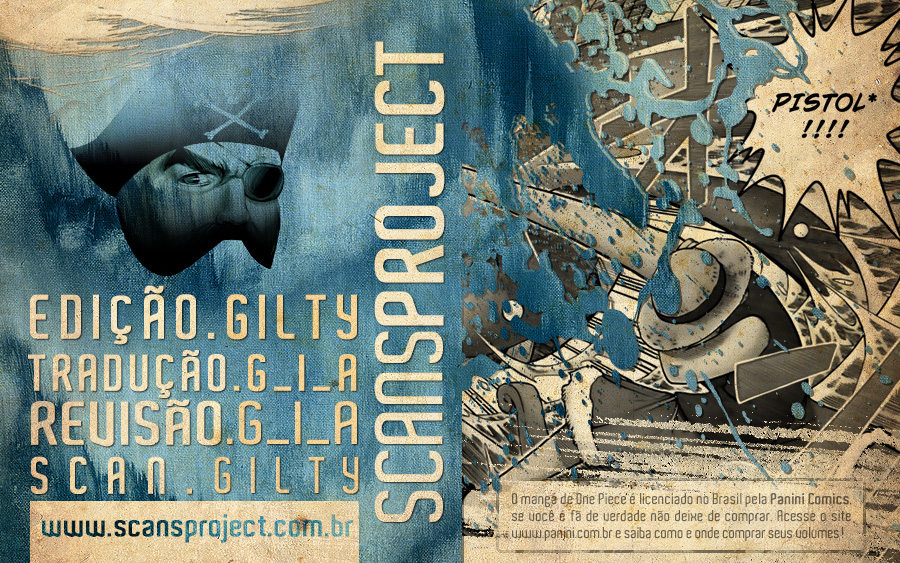 EDIÇÃO.GILTY
TRADUÇÃO.G_I_A
REVISÃO.G_I_A
SCAN.GILTY
www.scansproject.com.br
SCANSPROJECT
PISTOL*
!!!!
O mangá de One Piece é licenciado no Brasil pela Panini Comics,
se você é fã de verdade não deixe de comprar. Acesse o site
www.panini.com.br e saiba como e onde comprar seus volumes!